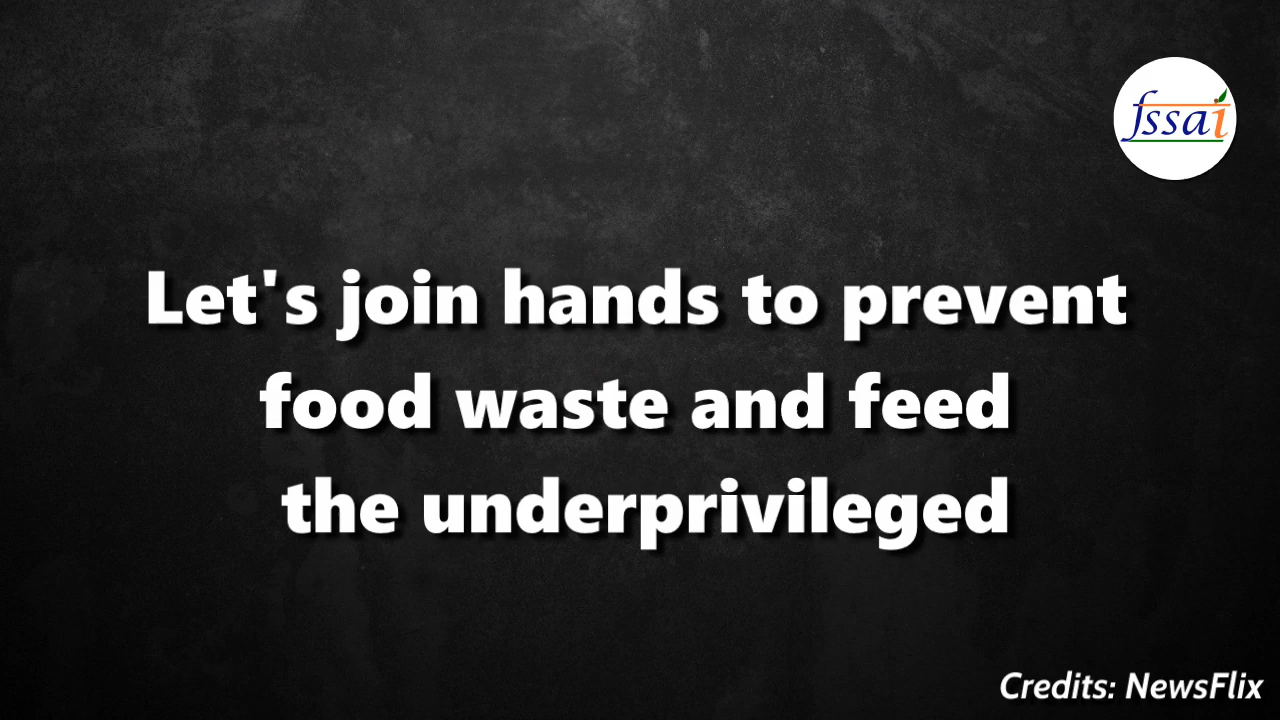 fssai
Let's join hands to prevent
food waste and feed
the underprivileged
Credits: NewsFlix